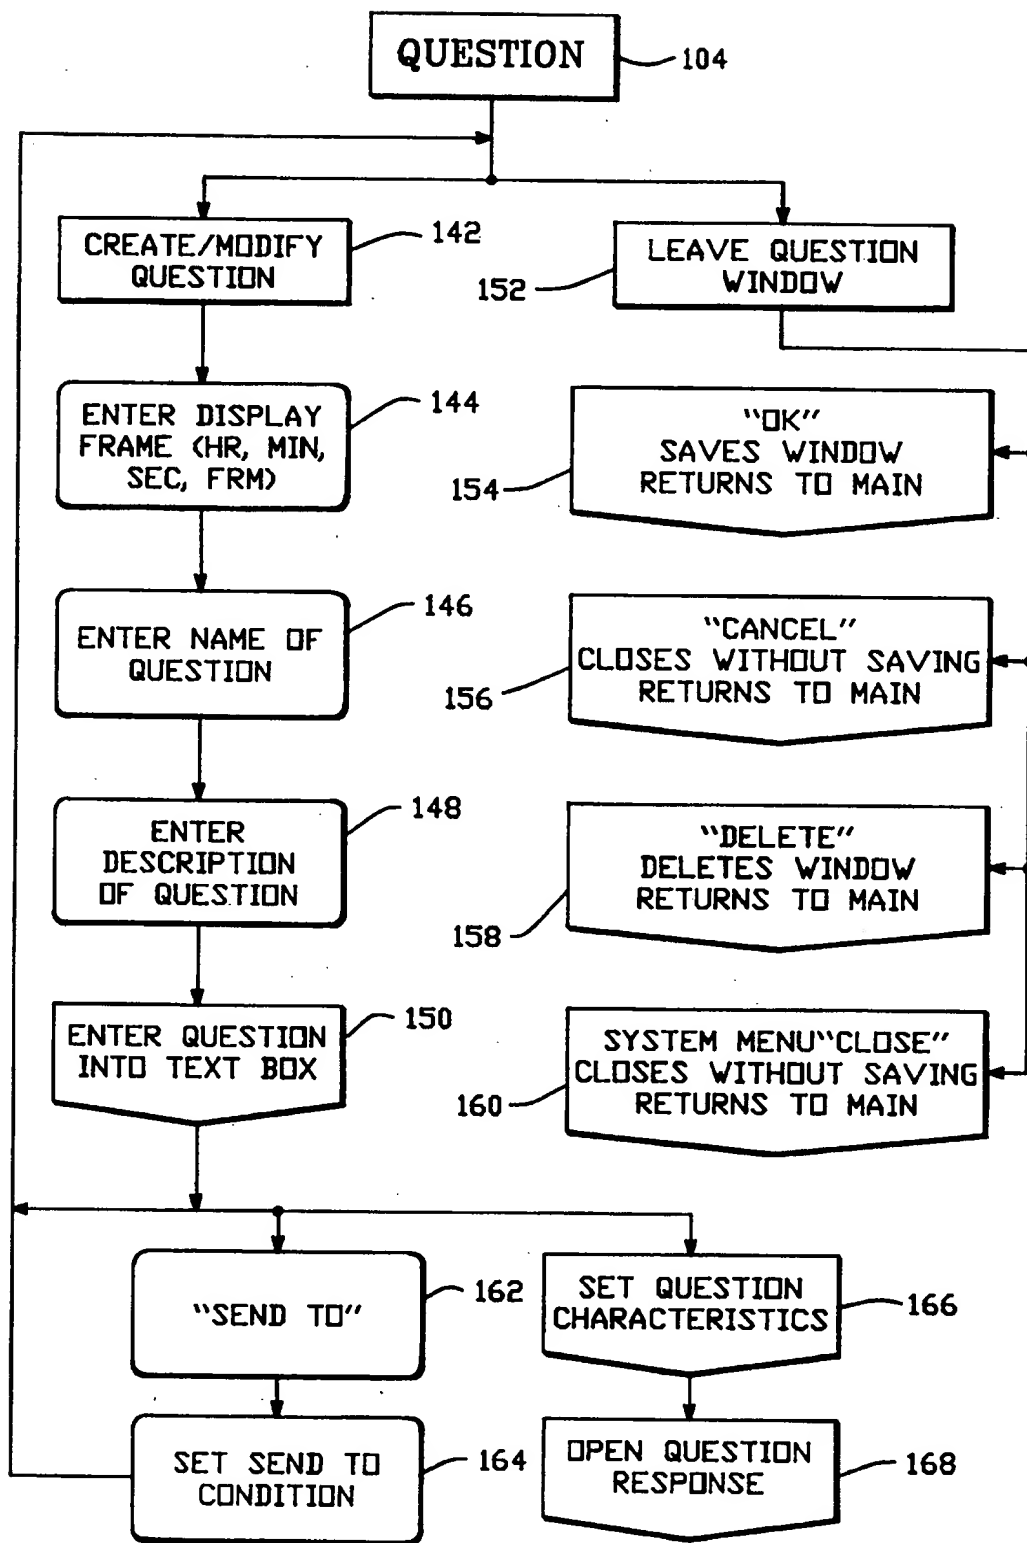 QUESTION
104
CREATE/MODIFY
QUESTION
142
LEAVE QUESTION
WINDOW
152
ENTER DISPLAY
FRAME (HR, MIN,
SEC, FRM)
144
"OK"
SAVES WINDOW
RETURNS TO MAIN
154
ENTER NAME OF
QUESTION
146
"CANCEL"
CLOSES WITHOUT SAVING
RETURNS TO MAIN
156
ENTER
DESCRIPTION
OF QUESTION
148
"DELETE"
DELETES WINDOW
RETURNS TO MAIN
158
ENTER QUESTION
INTO TEXT BOX
150
SYSTEM MENU"CLOSE"
CLOSES WITHOUT SAVING
RETURNS TO MAIN
160
"SEND TO"
162
SET QUESTION
CHARACTERISTICS
166
SET SEND TO
CONDITION
164
OPEN QUESTION
RESPONSE
168